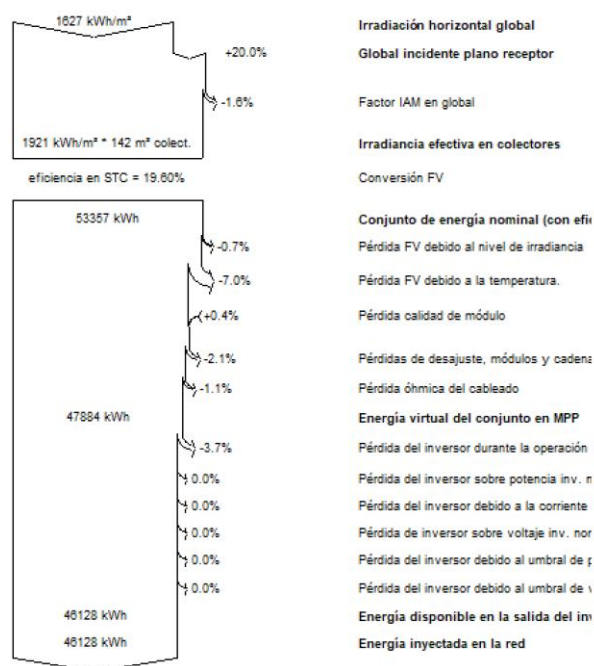 1627 kWh/m² Irradiación horizontal global
+20.0% Global incidente plano receptor
-1.6% Factor IAM en global
1921 kWh/m² * 142 m² colect. Irradiancia efectiva en colectores
eficiencia en STC = 19.60% Conversión FV
53357 kWh Conjunto de energía nominal (con efi
-0.7% Pérdida FV debido al nivel de irradiancia
-7.0% Pérdida FV debido a la temperatura.
+0.4% Pérdida calidad de módulo
-2.1% Pérdidas de desajuste, módulos y cadena
-1.1% Pérdida óhmica del cableado
47884 kWh Energía virtual del conjunto en MPP
-3.7% Pérdida del inversor durante la operación
0.0% Pérdida del inversor sobre potencia inv.
0.0% Pérdida del inversor debido a la corriente
0.0% Pérdida de inversor sobre voltaje inv. nor
0.0% Pérdida del inversor debido al umbral de
0.0% Pérdida del inversor debido al umbral de
46128 kWh Energía disponible en la salida del inv
46128 kWh Energía inyectada en la red